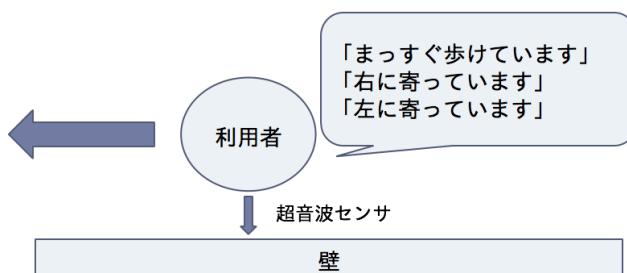 「まっすぐ歩けています」
「右に寄っています」
「左に寄っています」
利用者
超音波センサ
壁